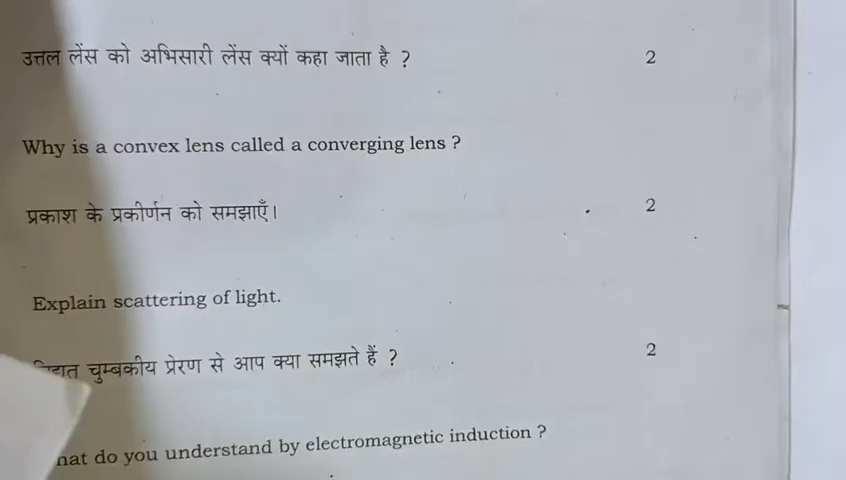 उत्तल लेंस को अभिसारी लेंस क्यों कहा जाता है ? 2
Why is a convex lens called a converging lens ?
प्रकाश के प्रकीर्णन को समझाएँ। 2
Explain scattering of light.
चुम्बकीय प्रेरण से आप क्या समझते हैं ? 2
do you understand by electromagnetic induction ?